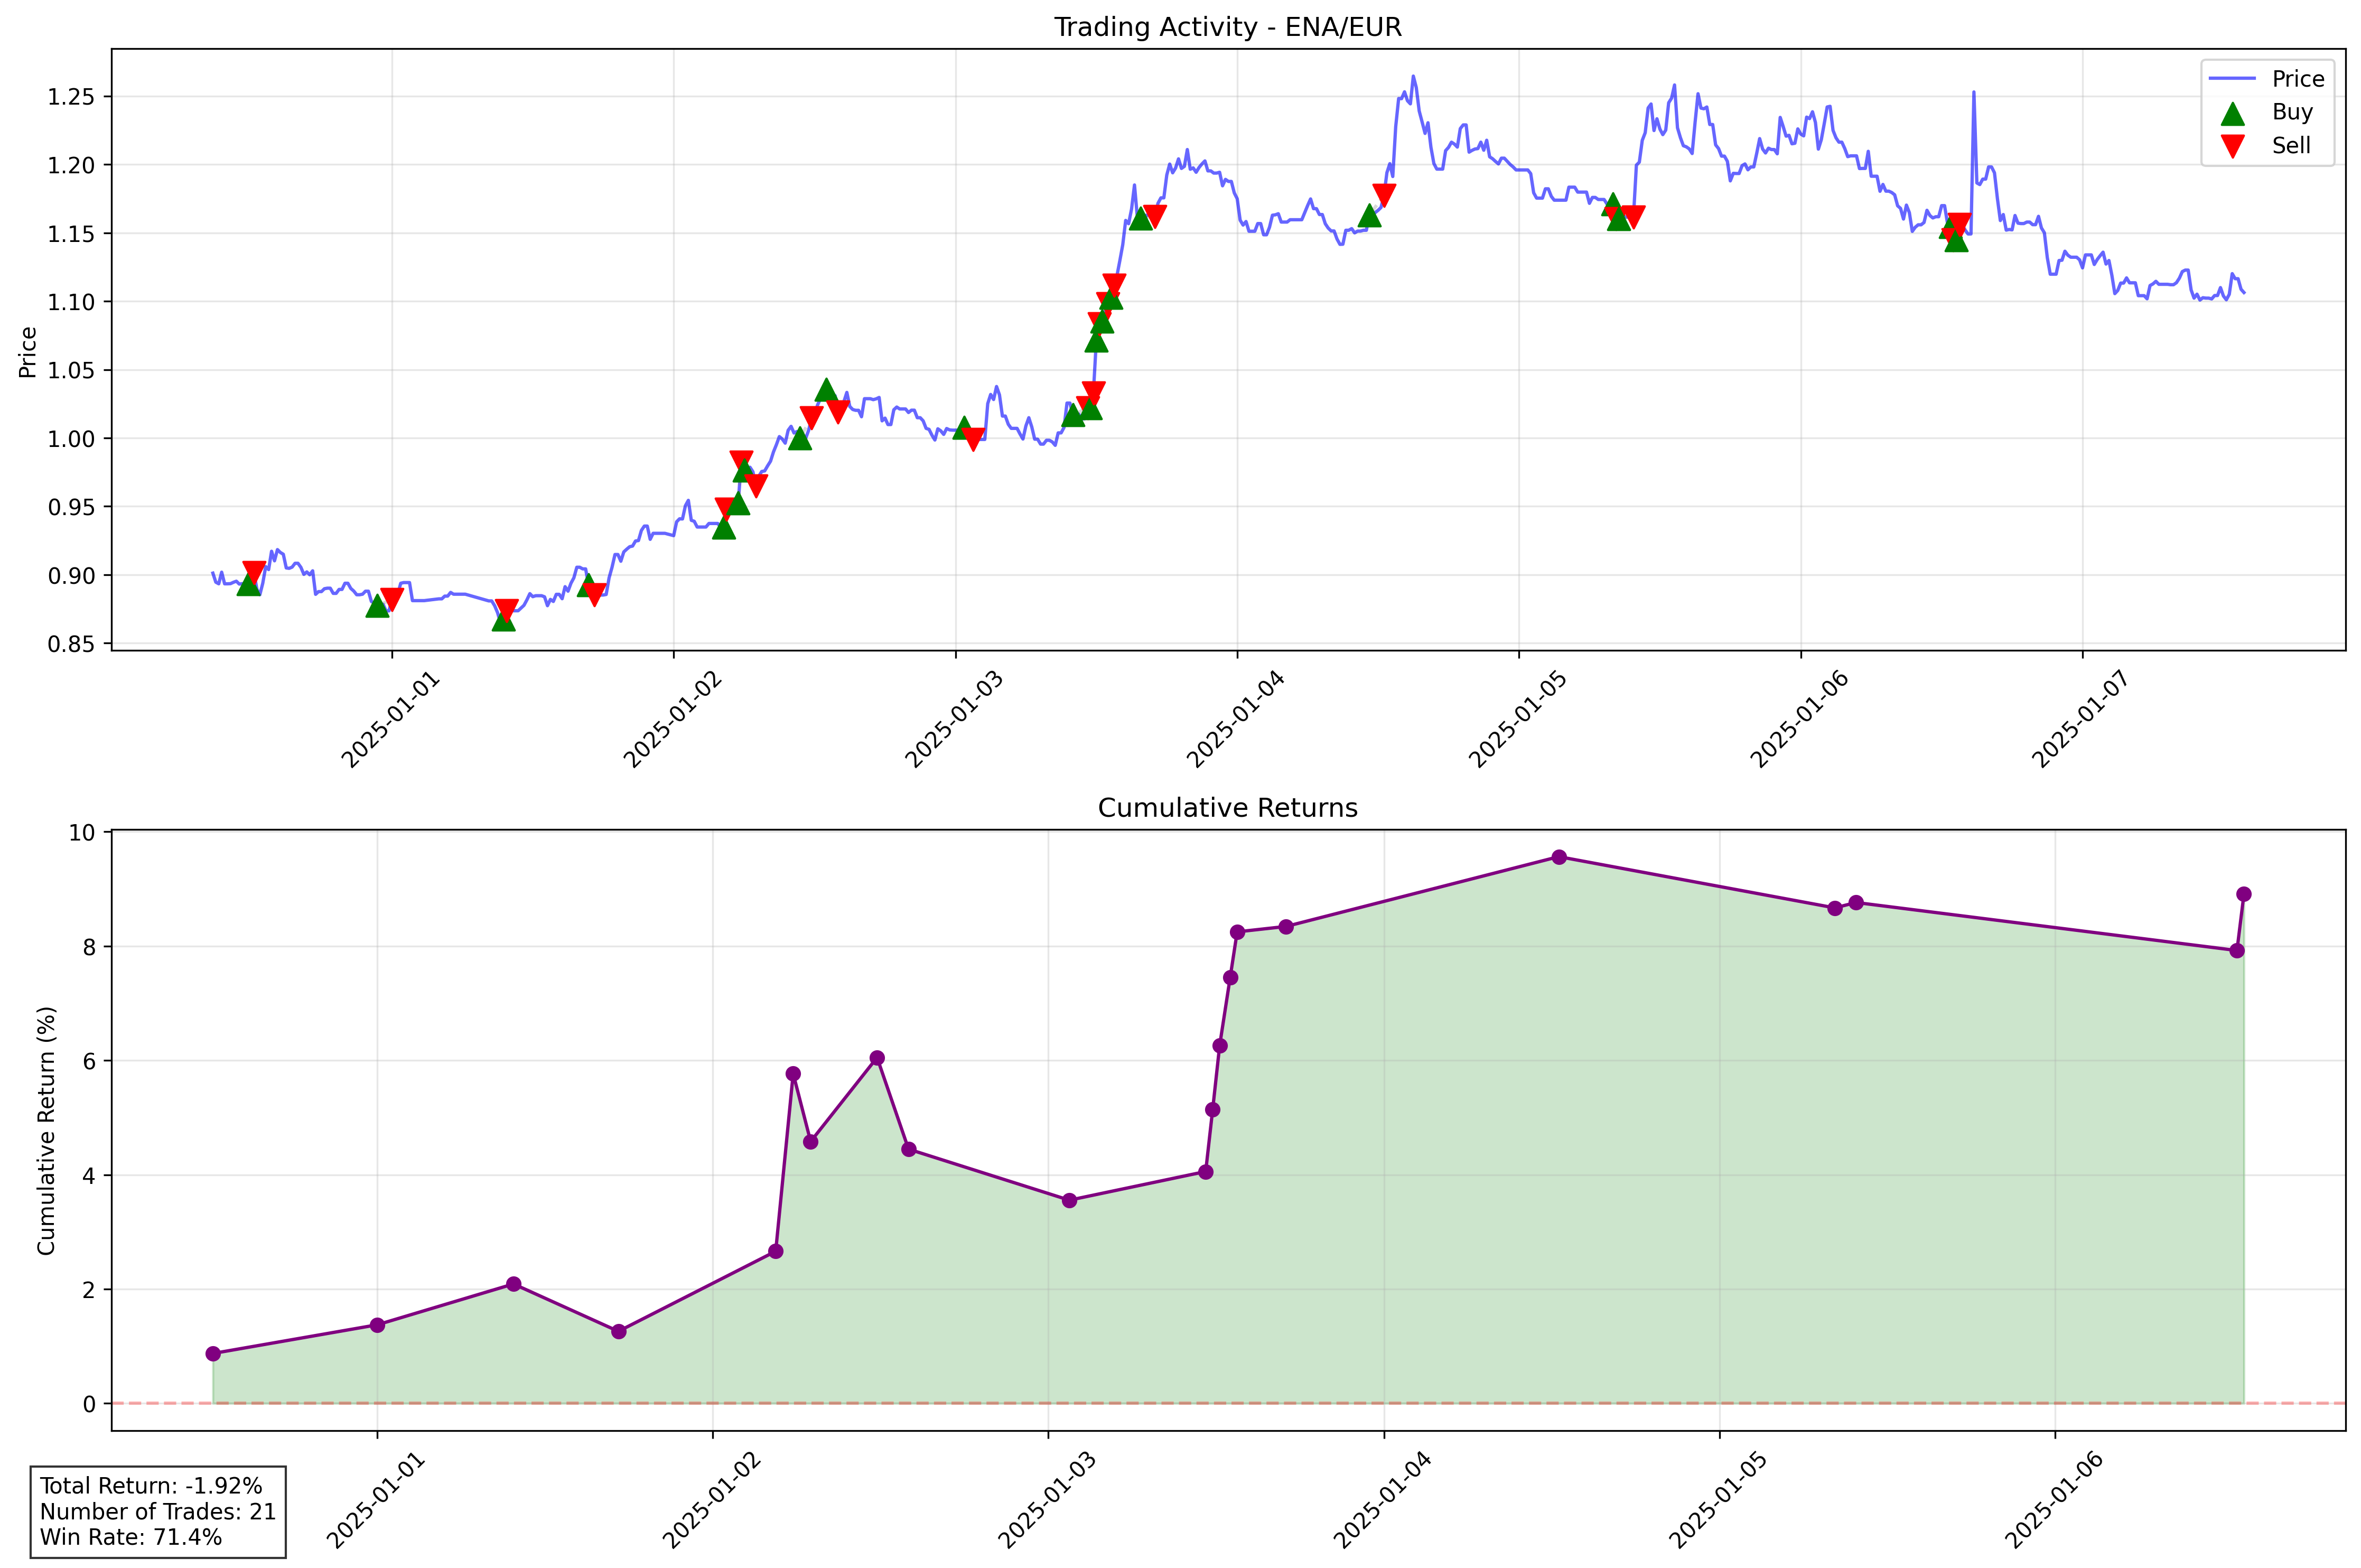 Trading Activity - ENA/EUR
Price
1.25
1.20
1.15
1.10
1.05
1.00
0.95
0.90
0.85
Price
Buy
Sell
2025-01-01
2025-01-02
2025-01-03
2025-01-04
2025-01-05
2025-01-06
2025-01-07
Cumulative Returns
Cumulative Return (%)
10
8
6
4
2
0
2025-01-01
2025-01-02
2025-01-03
2025-01-04
2025-01-05
2025-01-06
Total Return: -1.92%
Number of Trades: 21
Win Rate: 71.4%